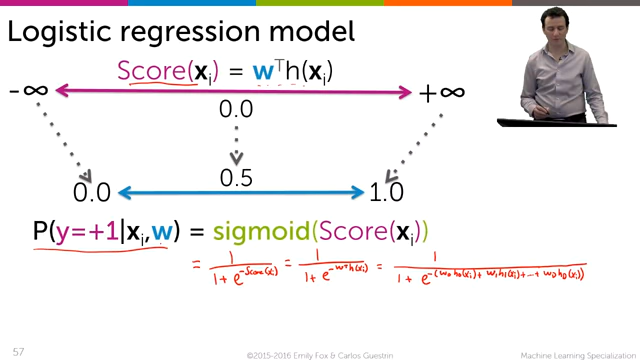 Logistic regression model
Score(xᵢ) = wᵀh(xᵢ)
-∞ +∞
0.0
0.0 0.5 1.0
P(y=+1|xᵢ,w) = sigmoid(Score(xᵢ))
= 1 / (1 + e^-Score(xᵢ)) = 1 / (1 + e^-wᵀh(xᵢ)) = 1 / (1 + e^-(w₀h₀(xᵢ)+w₁h₁(xᵢ)+...+w_Dh_D(xᵢ)))
57 ©2015-2016 Emily Fox & Carlos Guestrin Machine Learning Specialization